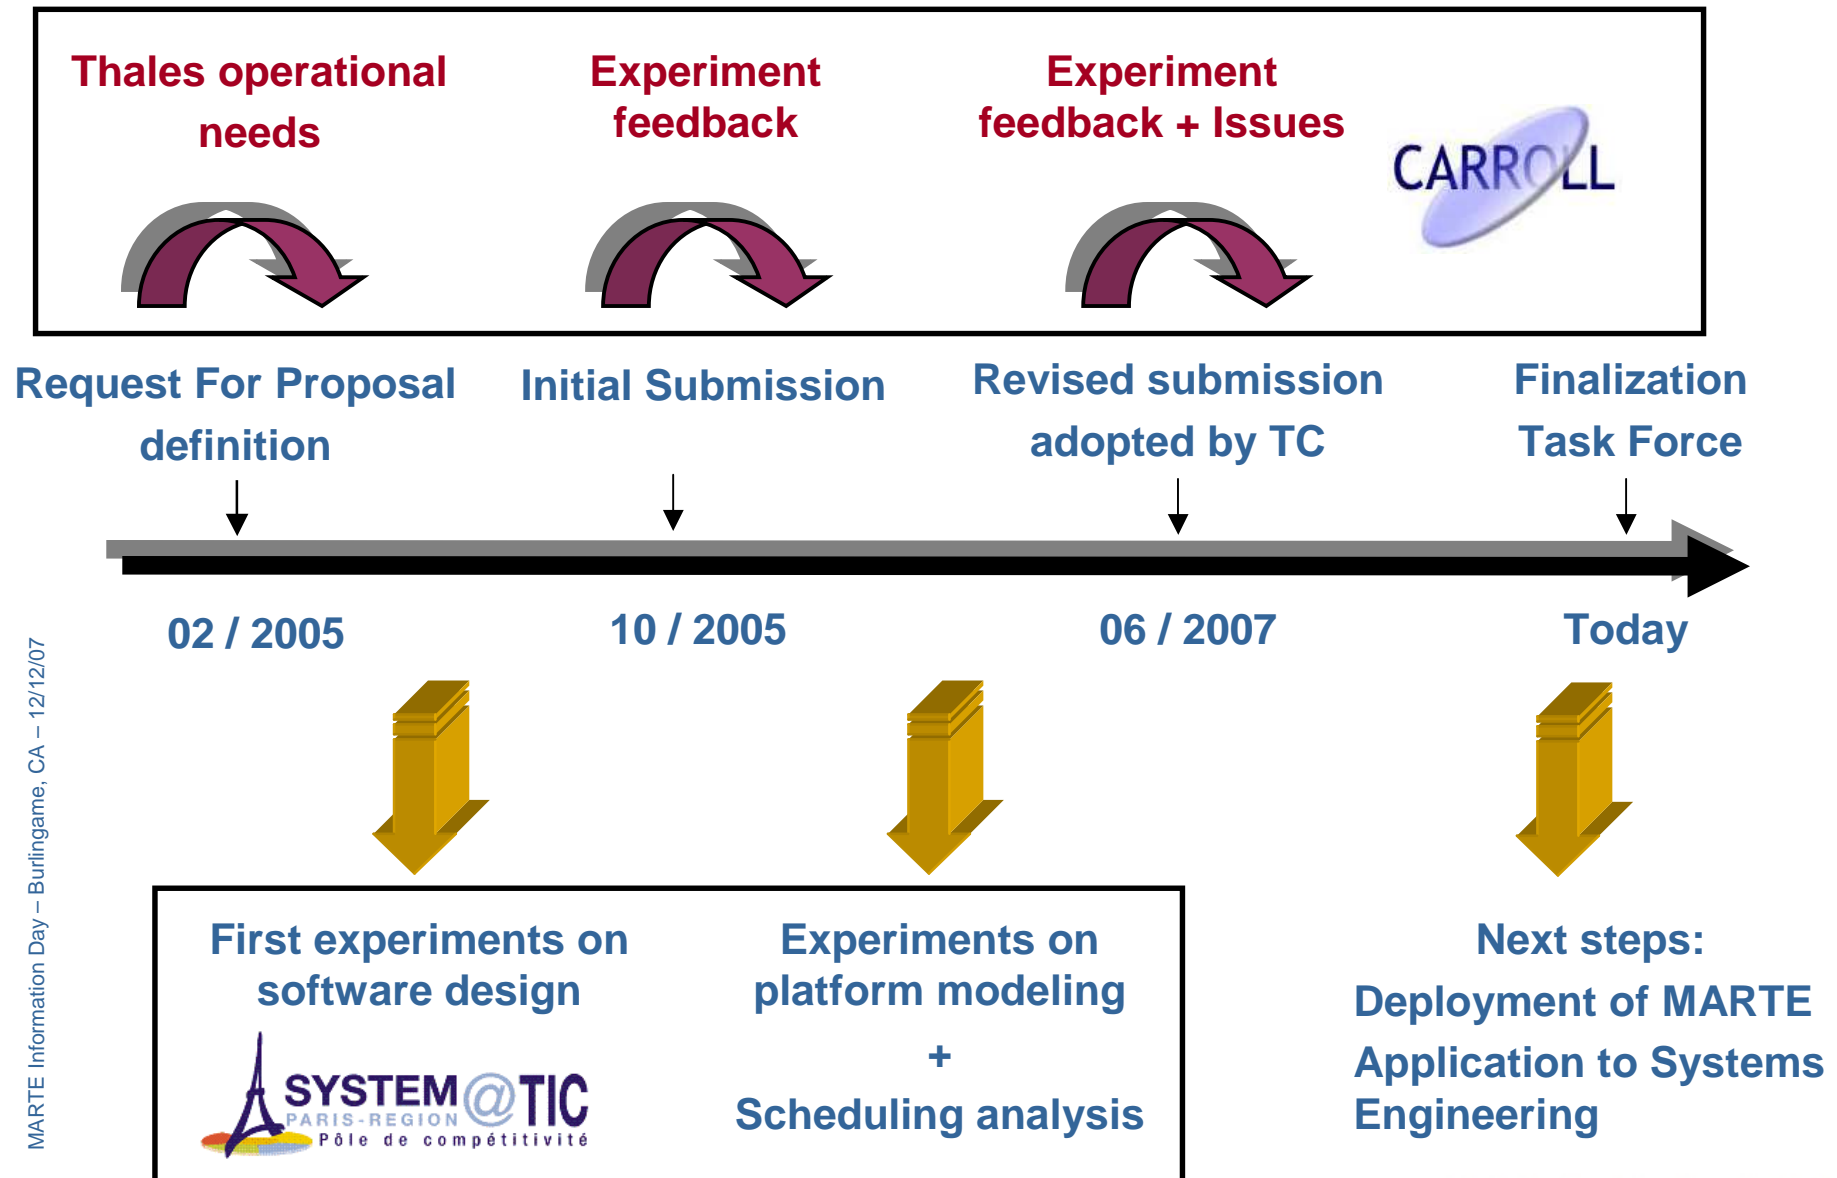 Thales operational
needs
Experiment
feedback
Experiment
feedback + Issues
CARROLL
Request For Proposal
definition
Initial Submission
Revised submission
adopted by TC
Finalization
Task Force
02 / 2005
10 / 2005
06 / 2007
Today
First experiments on
software design
SYSTEM@TIC
PARIS-REGION
Pôle de compétitivité
Experiments on
platform modeling
+
Scheduling analysis
Next steps:
Deployment of MARTE
Application to Systems
Engineering
MARTE Information Day – Burlingame, CA – 12/12/07